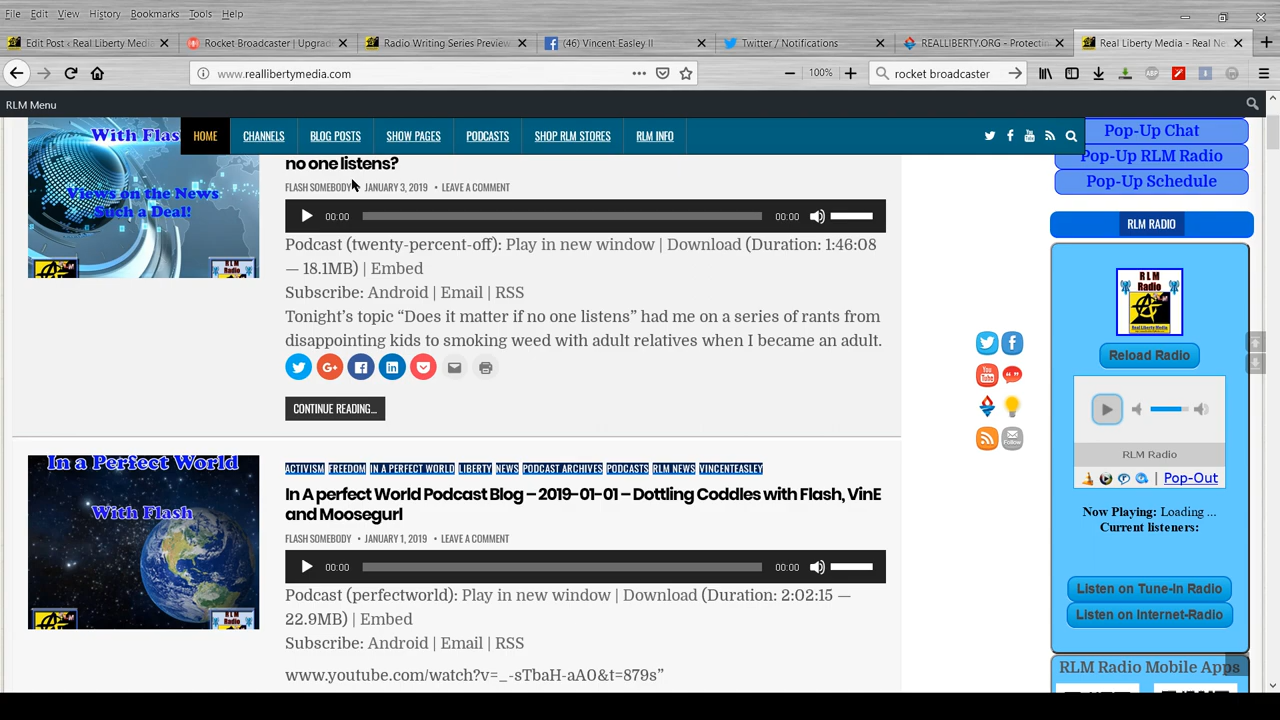 File Edit View History Bookmarks Tools Help
Edit Post ‹ Real Liberty Medi
Rocket Broadcaster | Upgrad
Radio Writing Series Preview
(46) Vincent Easley II
Twitter / Notifications
REALLIBERTY.ORG - Protectio
Real Liberty Media - Real Ne
www.reallibertymedia.com
100%
rocket broadcaster
RLM Menu
HOME CHANNELS BLOG POSTS SHOW PAGES PODCASTS SHOP RLM STORES RLM INFO
With Flas
Views on the News
Such a Deal!
no one listens?
FLASH SOMEBODY • JANUARY 3, 2019 • LEAVE A COMMENT
00:00 00:00
Podcast (twenty-percent-off): Play in new window | Download (Duration: 1:46:08
— 18.1MB) | Embed
Subscribe: Android | Email | RSS
Tonight's topic “Does it matter if no one listens” had me on a series of rants from
disappointing kids to smoking weed with adult relatives when I became an adult.
CONTINUE READING...
In a Perfect World
With Flash
ACTIVISM FREEDOM IN A PERFECT WORLD LIBERTY NEWS PODCAST ARCHIVES PODCASTS RLM NEWS VINCENTEASLEY
In A perfect World Podcast Blog – 2019-01-01 – Dottling Coddles with Flash, VinE
and Moosegurl
FLASH SOMEBODY • JANUARY 1, 2019 • LEAVE A COMMENT
00:00 00:00
Podcast (perfectworld): Play in new window | Download (Duration: 2:02:15 —
22.9MB) | Embed
Subscribe: Android | Email | RSS
www.youtube.com/watch?v=_-sTbaH-aA0&t=879s”
Pop-Up Chat
Pop-Up RLM Radio
Pop-Up Schedule
RLM RADIO
RLM
Radio
Real Liberty Media
Reload Radio
RLM Radio
| Pop-Out
Now Playing: Loading ...
Current listeners:
Listen on Tune-In Radio
Listen on Internet-Radio
RLM Radio Mobile Apps